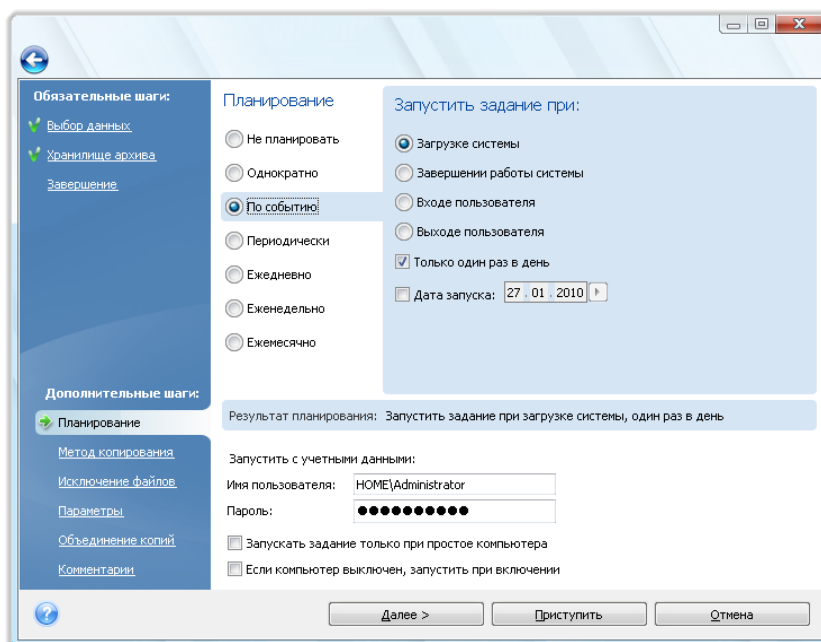 Обязательные шаги:
Выбор данных
Хранилище архива
Завершение
Дополнительные шаги:
Планирование
Метод копирования
Исключение файлов
Параметры
Объединение копий
Комментарии
Планирование
Не планировать
Однократно
По событию
Периодически
Ежедневно
Еженедельно
Ежемесячно
Запустить задание при:
Загрузке системы
Завершении работы системы
Входе пользователя
Выходе пользователя
Только один раз в день
Дата запуска: 27 . 01 . 2010
Результат планирования: Запустить задание при загрузке системы, один раз в день
Запустить с учетными данными:
Имя пользователя: HOME\Administrator
Пароль: ●●●●●●●●●●
Запускать задание только при простое компьютера
Если компьютер выключен, запустить при включении
Далее >
Приступить
Отмена